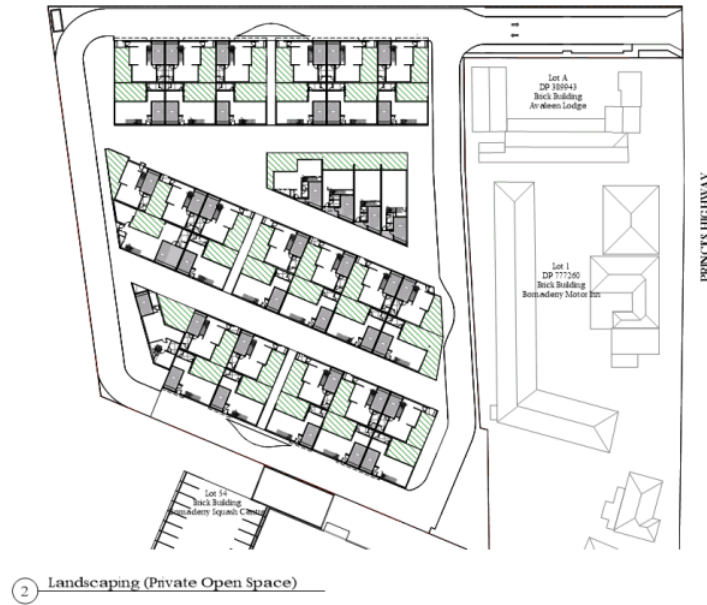 Lot A
DP 389943
Brick Building
Avaleen Lodge
PRINCES HIGHWAY
Lot 1
DP 777260
Brick Building
Bomaderry Motor Inn
Lot 54
Brick Building
Bomaderry Squash Centre
2 Landscaping (Private Open Space)